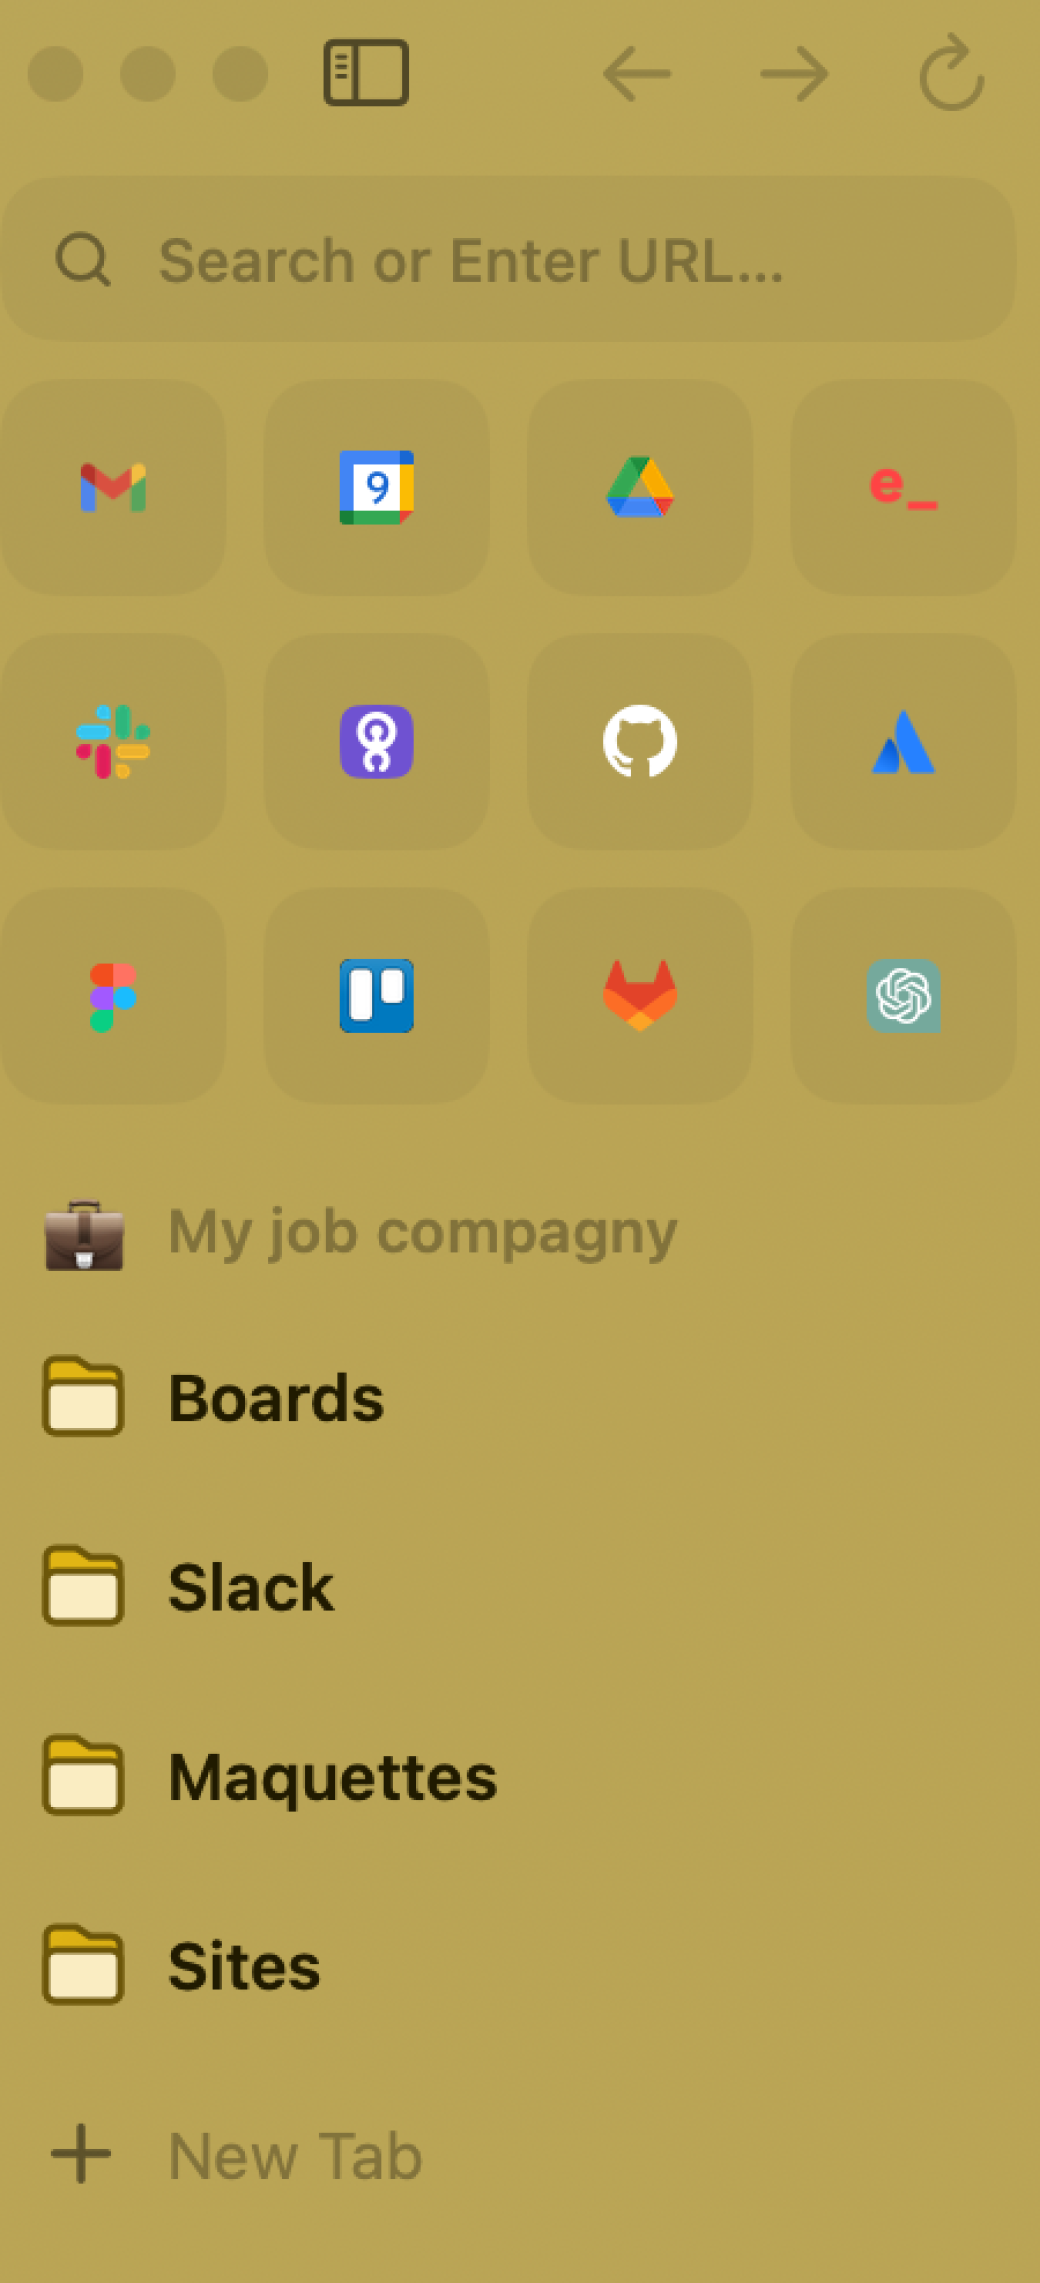 Search or Enter URL...
9
e_
My job compagny
Boards
Slack
Maquettes
Sites
New Tab